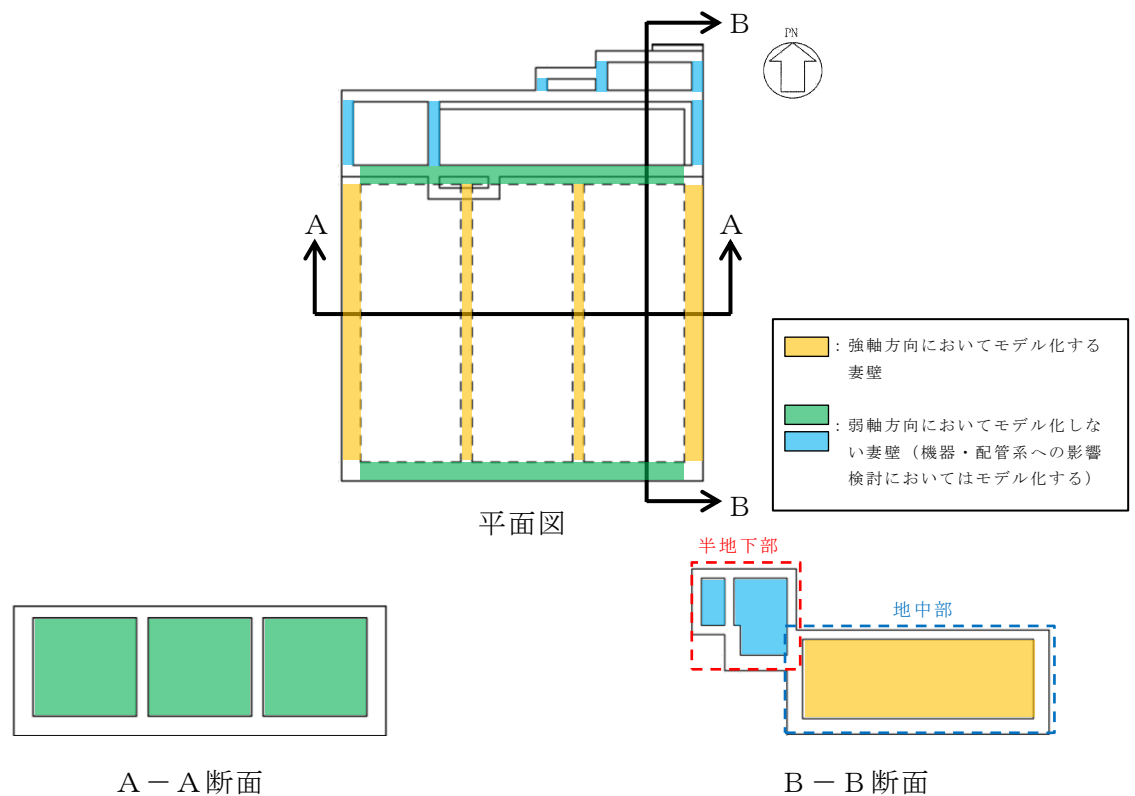 B
PN
A
A
：強軸方向においてモデル化する
妻壁
：弱軸方向においてモデル化しな
い妻壁（機器・配管系への影響
検討においてはモデル化する）
B
平面図
半地下部
地中部
A－A断面
B－B断面